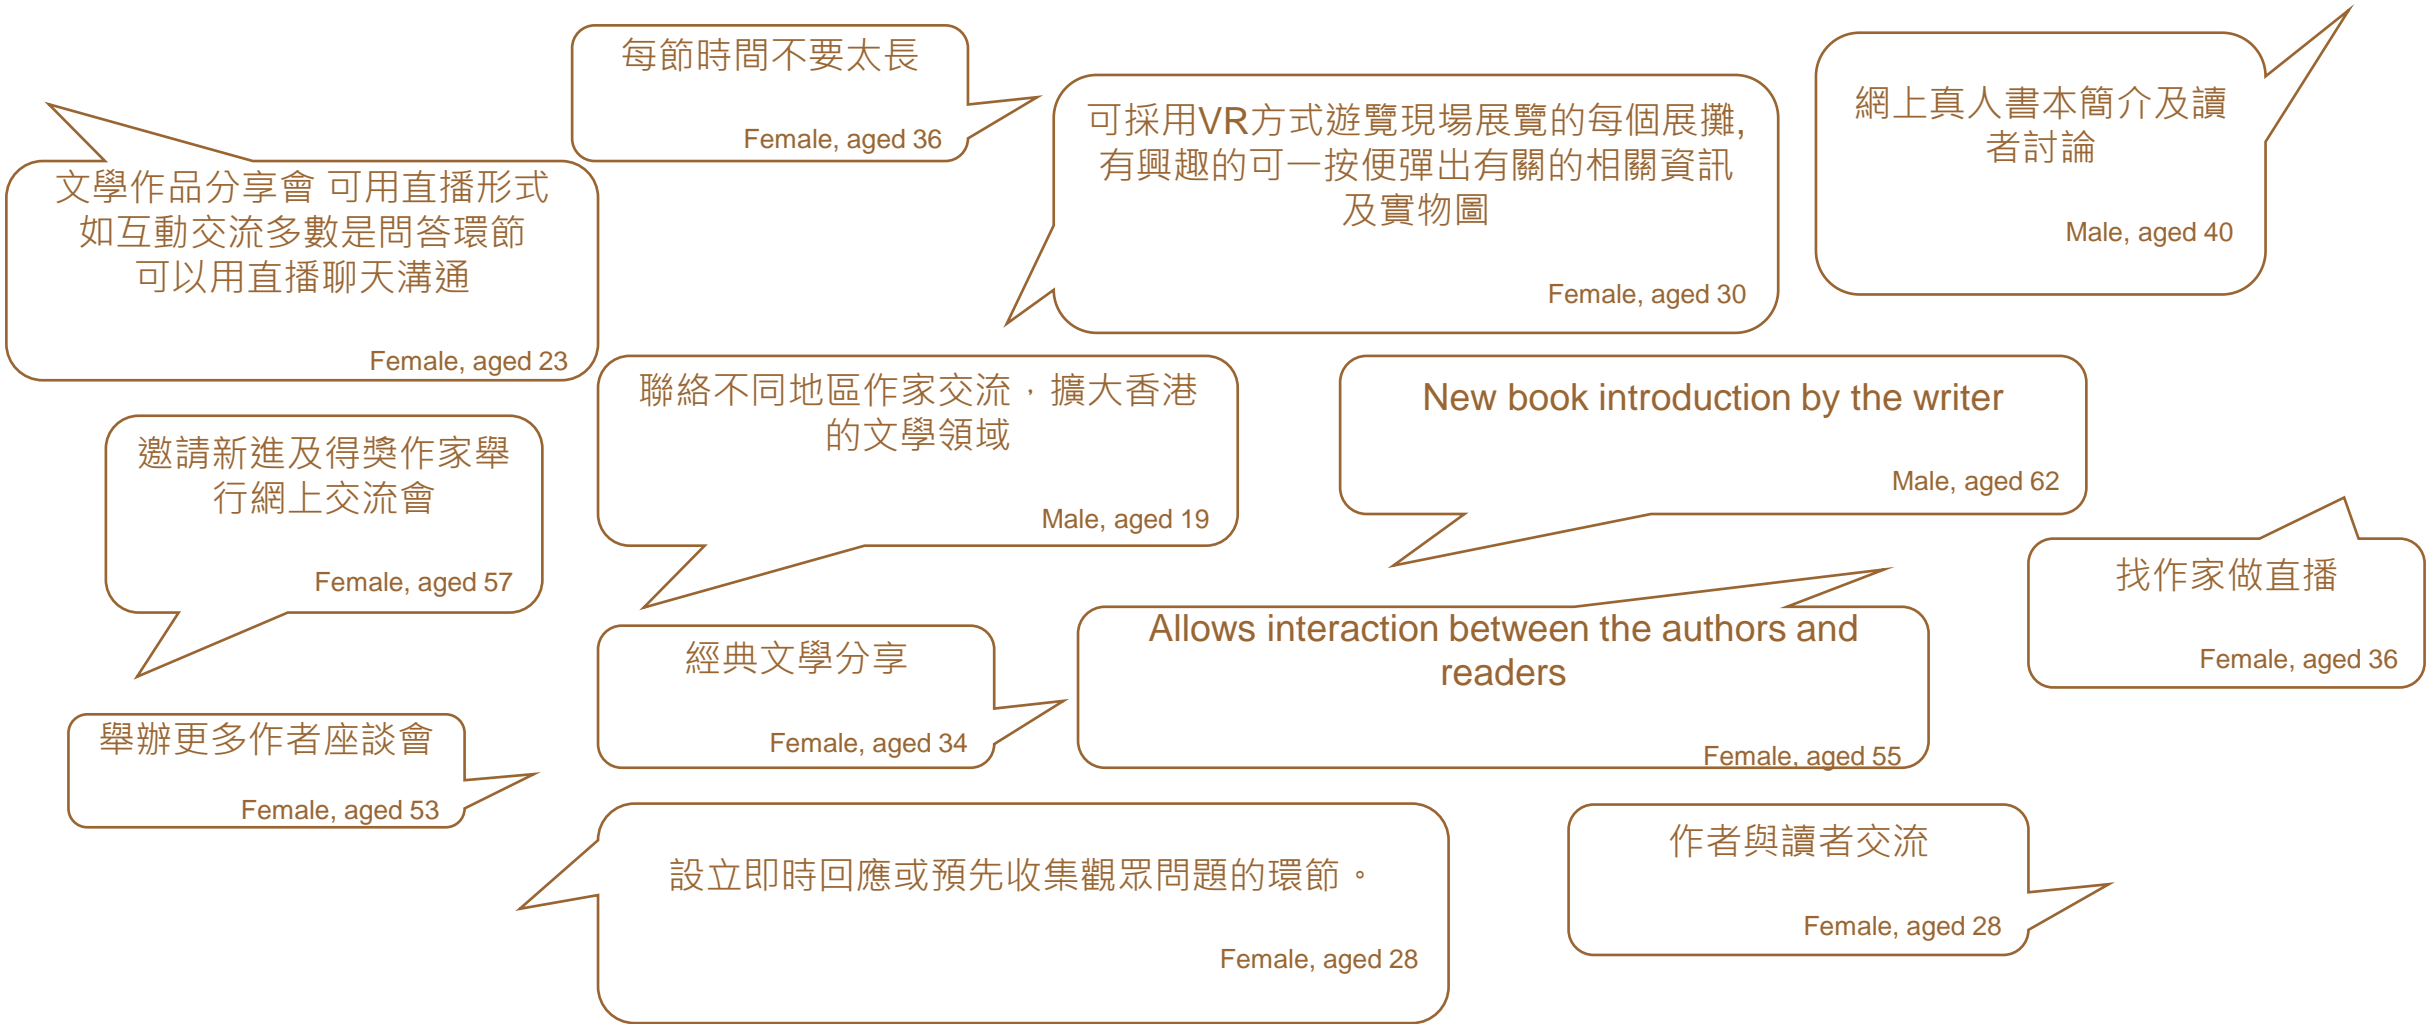 每節時間不要太長
Female, aged 36
可採用VR方式遊覽現場展覽的每個展攤,
有興趣的可一按便彈出有關的相關資訊
及實物圖
Female, aged 30
網上真人書本簡介及讀
者討論
Male, aged 40
文學作品分享會 可用直播形式
如互動交流多數是問答環節
可以用直播聊天溝通
Female, aged 23
聯絡不同地區作家交流，擴大香港
的文學領域
Male, aged 19
New book introduction by the writer
Male, aged 62
邀請新進及得獎作家舉
行網上交流會
Female, aged 57
找作家做直播
Female, aged 36
經典文學分享
Female, aged 34
Allows interaction between the authors and
readers
Female, aged 55
舉辦更多作者座談會
Female, aged 53
設立即時回應或預先收集觀眾問題的環節。
Female, aged 28
作者與讀者交流
Female, aged 28